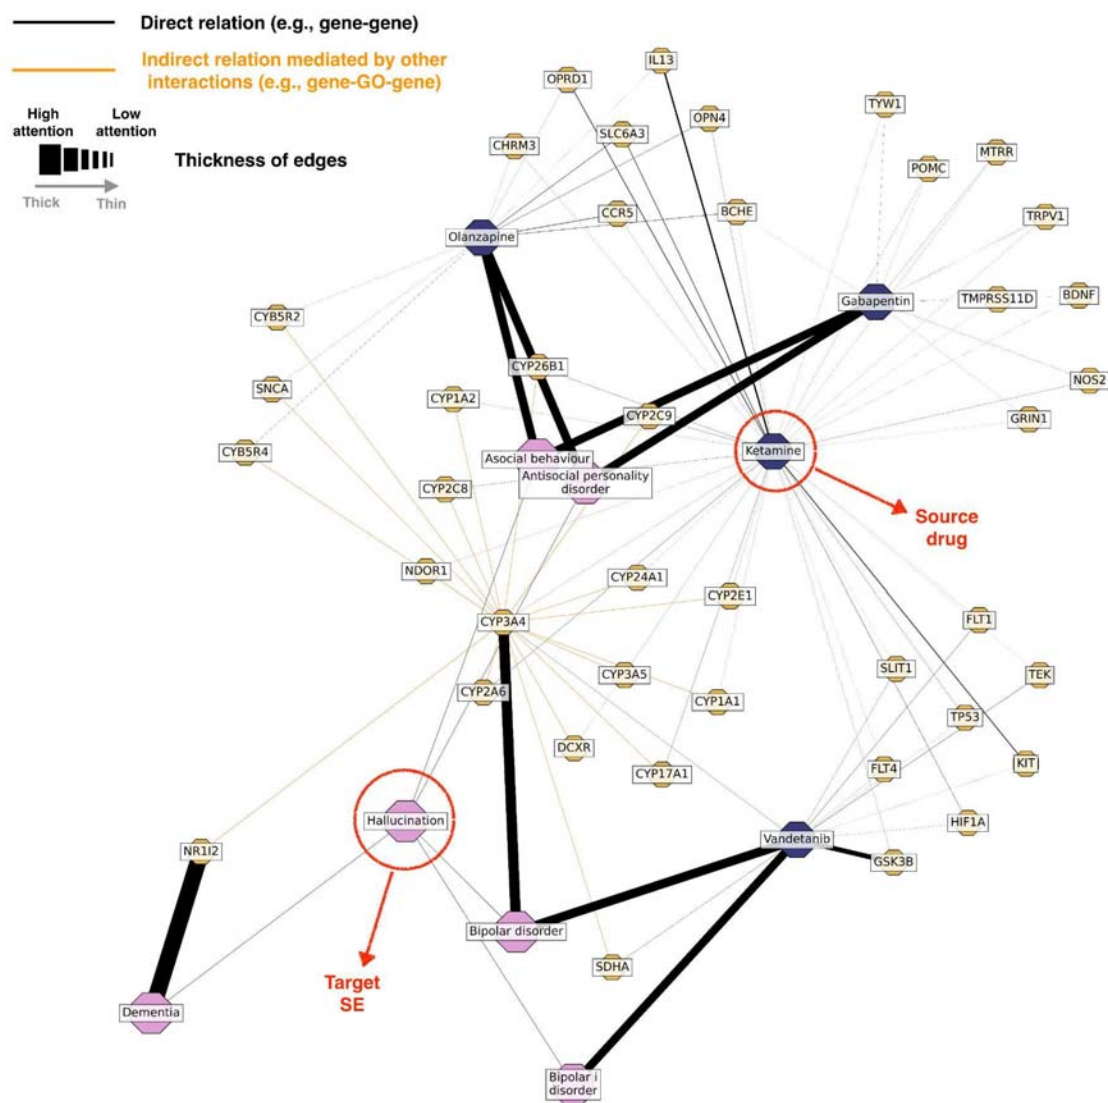 Direct relation (e.g., gene-gene)
Indirect relation mediated by other
interactions (e.g., gene-GO-gene)
High
attention
Low
attention
Thickness of edges
Thick
Thin
IL13
OPRD1
TYW1
OPN4
SLC6A3
CHRM3
MTRR
POMC
CCR5
BCHE
TRPV1
Olanzapine
Gabapentin
TMPRSS11D
BDNF
CYB5R2
CYP26B1
NOS2
SNCA
CYP1A2
CYP2C9
GRIN1
CYB5R4
Asocial behaviour
Ketamine
Antisocial personality
disorder
CYP2C8
Source
drug
NDOR1
CYP24A1
CYP2E1
CYP3A4
FLT1
SLIT1
CYP3A5
TEK
CYP2A6
CYP1A1
TP53
DCXR
CYP17A1
FLT4
KIT
Hallucination
HIF1A
Vandetanib
NR1I2
GSK3B
Bipolar disorder
SDHA
Target
SE
Dementia
Bipolar i
disorder